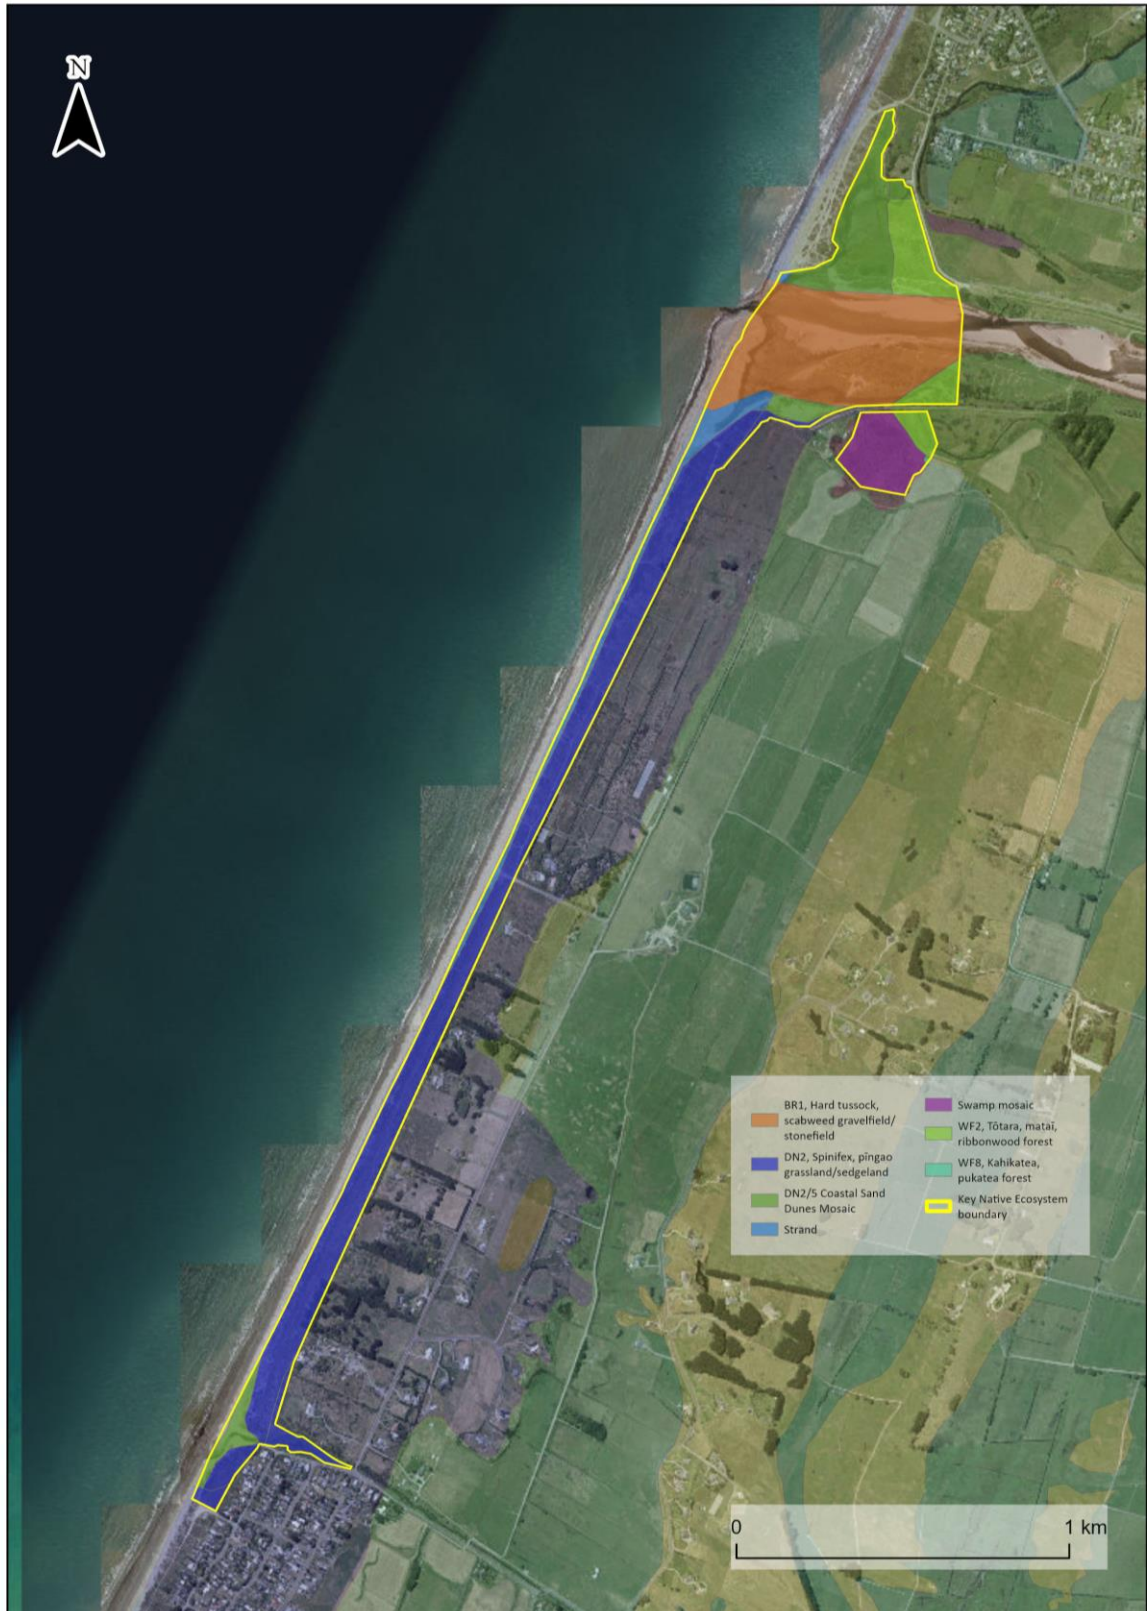 N
BR1, Hard tussock,
scabweed gravelfield/
stonefield
DN2, Spinifex, pīngao
grassland/sedgeland
DN2/5 Coastal Sand
Dunes Mosaic
Strand
Swamp mosaic
WF2, Tōtara, mataī,
ribbonwood forest
WF8, Kahikatea,
pukatea forest
Key Native Ecosystem
boundary
0 1 km